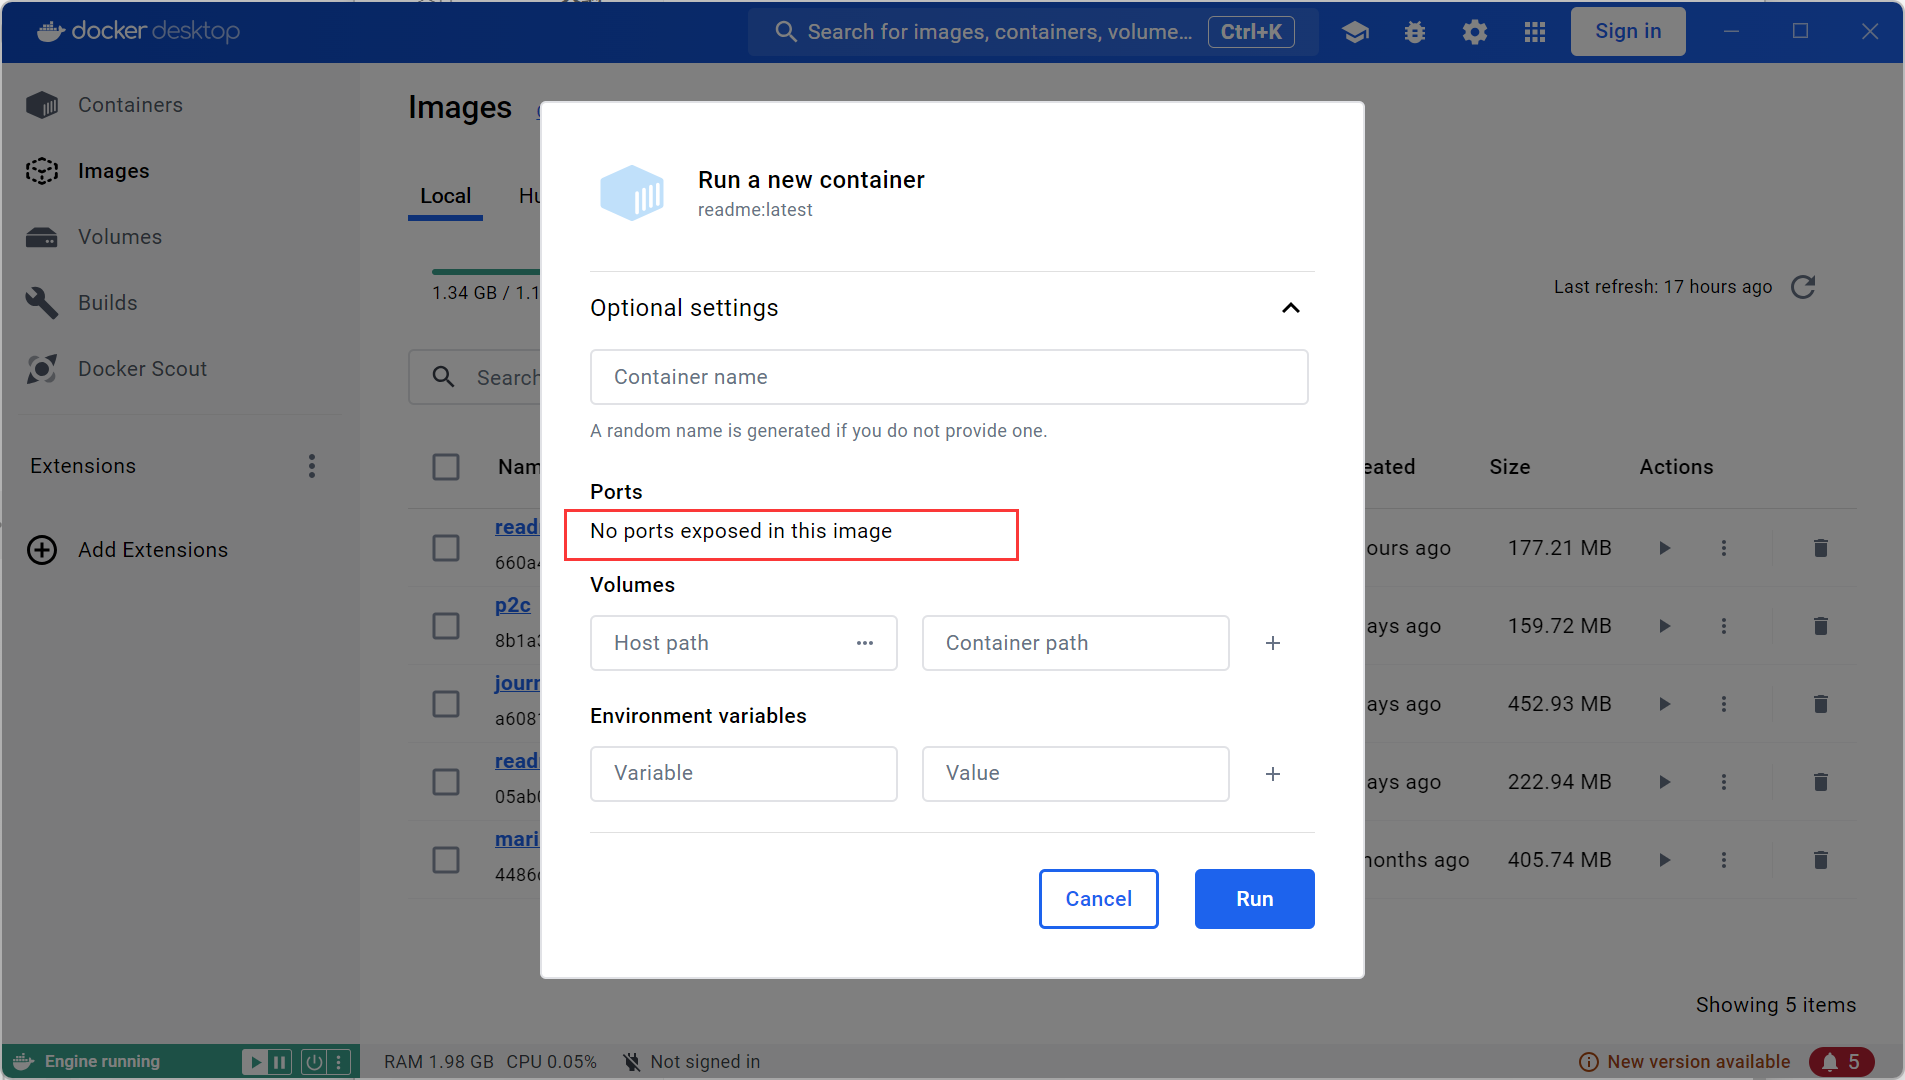 docker desktop
Search for images, containers, volume...
Ctrl+K
Sign in
Containers
Images
Volumes
Builds
Docker Scout
Extensions
Add Extensions
Images
Local
Hu
1.34 GB / 1.1
Last refresh: 17 hours ago
Search
Nam
eated
Size
Actions
read
660a4
ours ago
177.21 MB
p2c
8b1a3
ays ago
159.72 MB
journ
a6081
ays ago
452.93 MB
read
05ab0
ays ago
222.94 MB
mari
4486
months ago
405.74 MB
Showing 5 items
Run a new container
readme:latest
Optional settings
Container name
A random name is generated if you do not provide one.
Ports
No ports exposed in this image
Volumes
Host path
Container path
Environment variables
Variable
Value
Cancel
Run
Engine running
RAM 1.98 GB CPU 0.05%
Not signed in
New version available
5